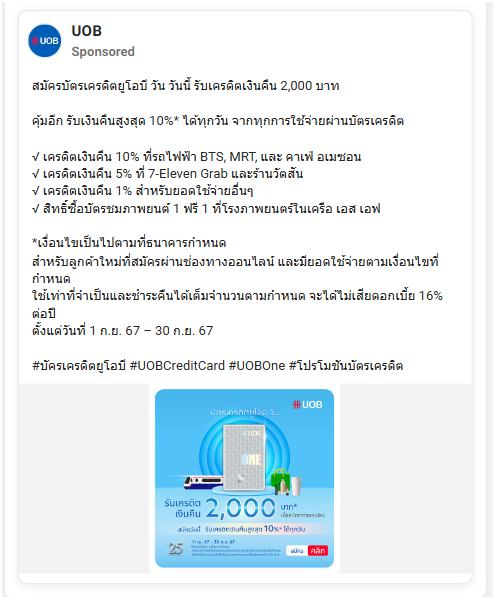 UOB
Sponsored
UOB
สมัครบัตรเครดิตยูโอบี วัน วันนี้ รับเครดิตเงินคืน 2,000 บาท
คุ้มอีก รับเงินคืนสูงสุด 10%* ได้ทุกวัน จากทุกการใช้จ่ายผ่านบัตรเครดิต
√ เครดิตเงินคืน 10% ที่รถไฟฟ้า BTS, MRT, และ คาเฟ่ อเมซอน
√ เครดิตเงินคืน 5% ที่ 7-Eleven Grab และร้านวัตสัน
√ เครดิตเงินคืน 1% สำหรับยอดใช้จ่ายอื่นๆ
√ สิทธิ์ซื้อบัตรชมภาพยนต์ 1 ฟรี 1 ที่โรงภาพยนตร์ในเครือ เอส เอฟ
*เงื่อนไขเป็นไปตามที่ธนาคารกำหนด
สำหรับลูกค้าใหม่ที่สมัครผ่านช่องทางออนไลน์ และมียอดใช้จ่ายตามเงื่อนไขที่
กำหนด
ใช้เท่าที่จำเป็นและชำระคืนได้เต็มจำนวนตามกำหนด จะได้ไม่เสียดอกเบี้ย 16%
ต่อปี
ตั้งแต่วันที่ 1 ก.ย. 67 – 30 ก.ย. 67
#บัครเครดิตยูโอบี #UOBCreditCard #UOBOne #โปรโมชันบัตรเครดิต
UOB
บัตรเครดิตยูโอบี วัน
UOB
ONE
รับเครดิต
เงินคืน
2,000
บาท*
สมัครวันนี้ รับเครดิตเงินคืนสูงสุด 10%* ได้ทุกวัน
25
1 ก.ย. 67 - 30 ก.ย. 67
สมัคร คลิก